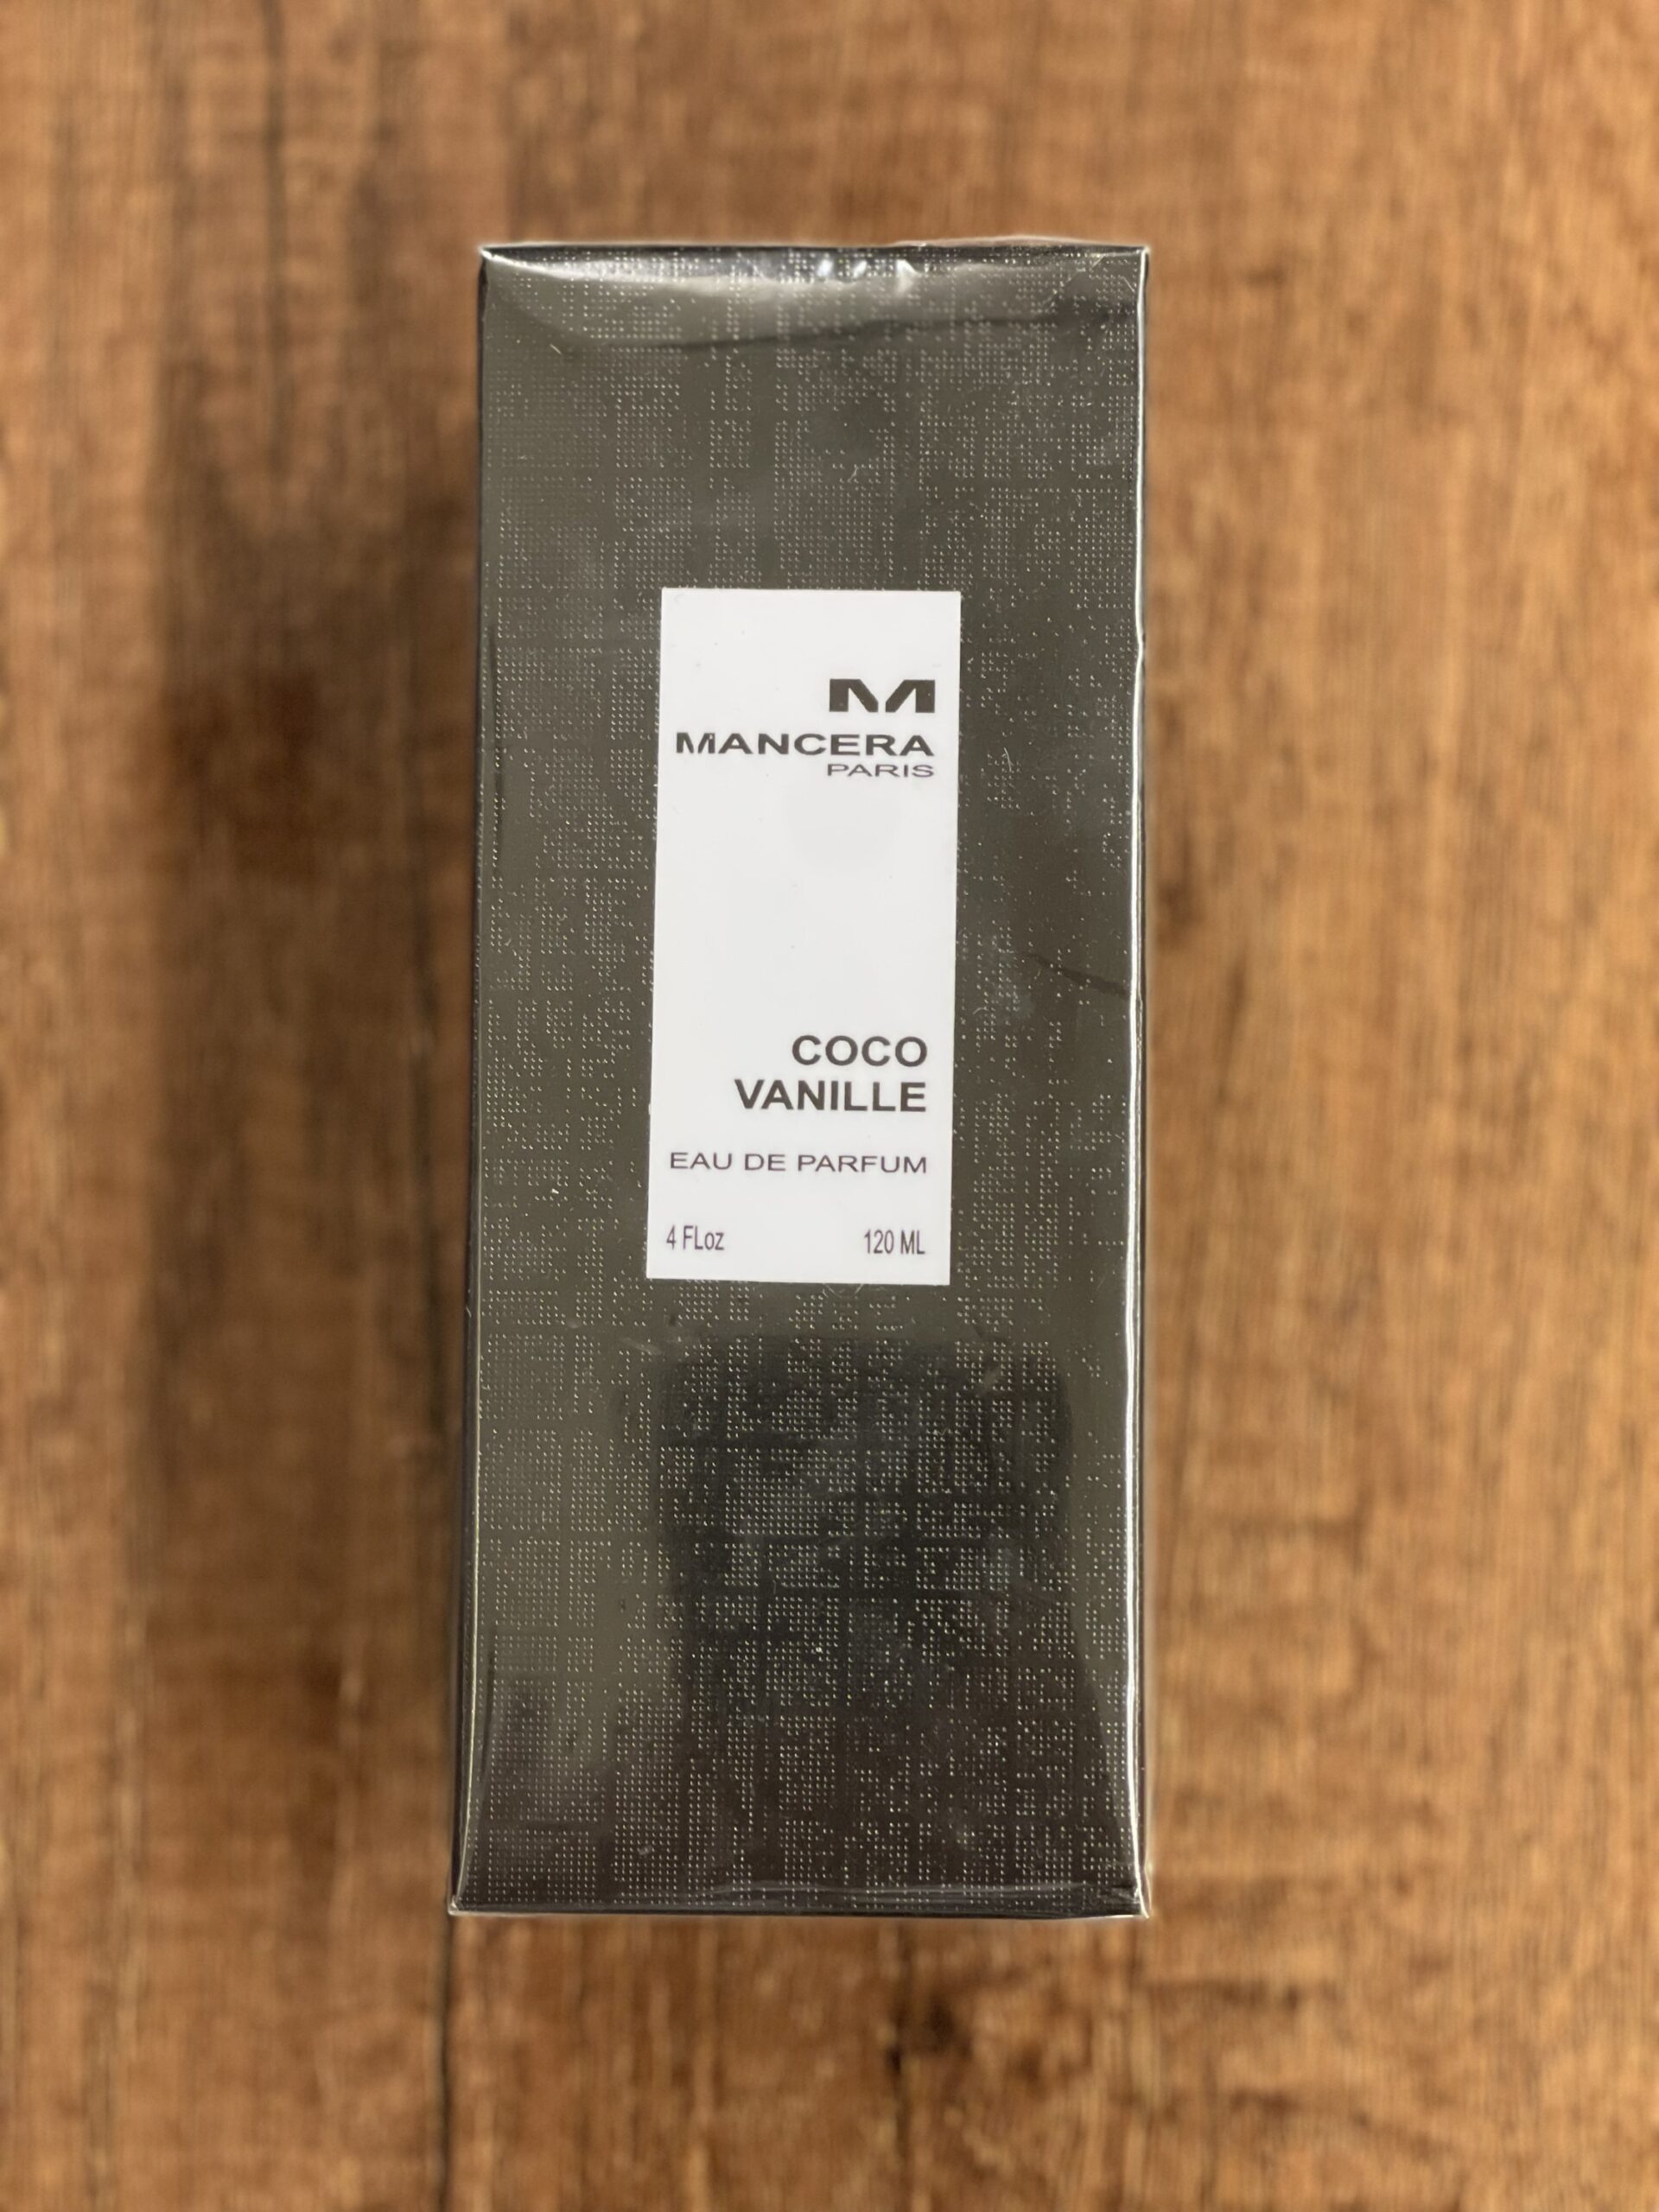 M
MANCERA
PARIS
COCO
VANILLE
EAU DE PARFUM
4 FLoz 120 ML